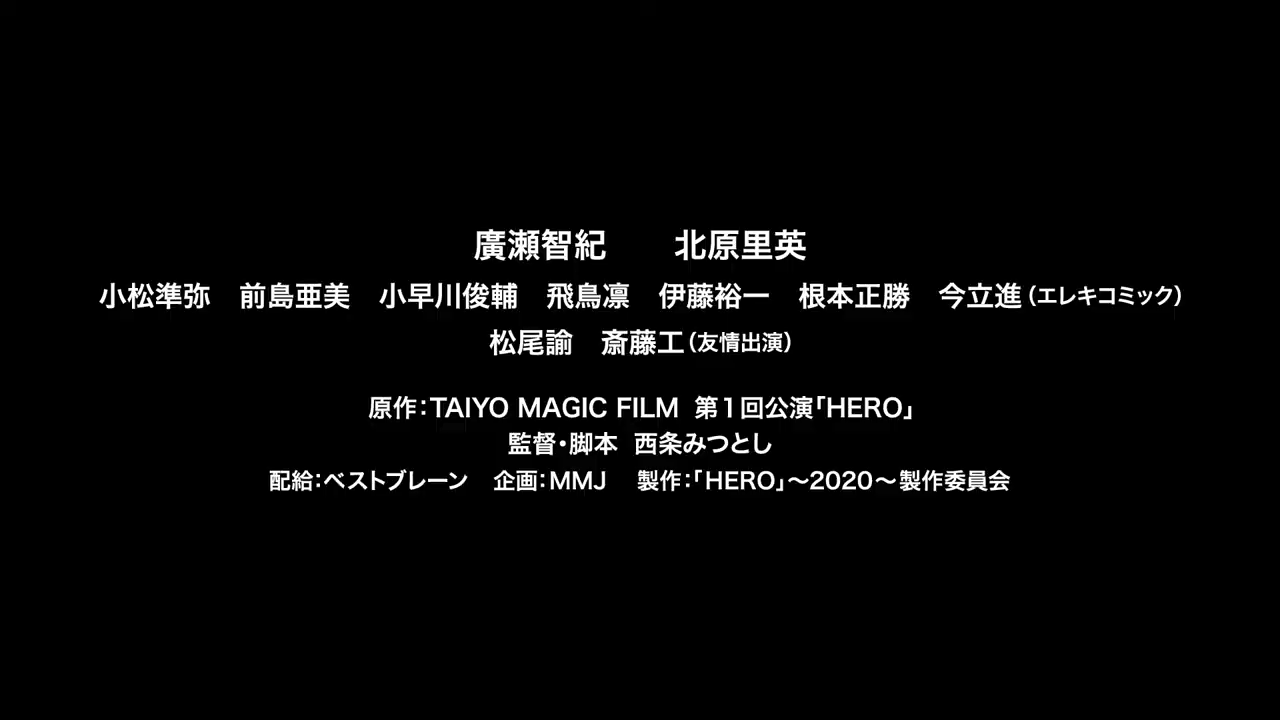 廣瀬智紀　　北原里英
小松準弥　前島亜美　小早川俊輔　飛鳥凛　伊藤裕一　根本正勝　今立進（エレキコミック）
松尾諭　斎藤工（友情出演）
原作：TAIYO MAGIC FILM 第1回公演「HERO」
監督・脚本　西条みつとし
配給：ベストブレーン　企画：MMJ　製作：「HERO」～2020～製作委員会